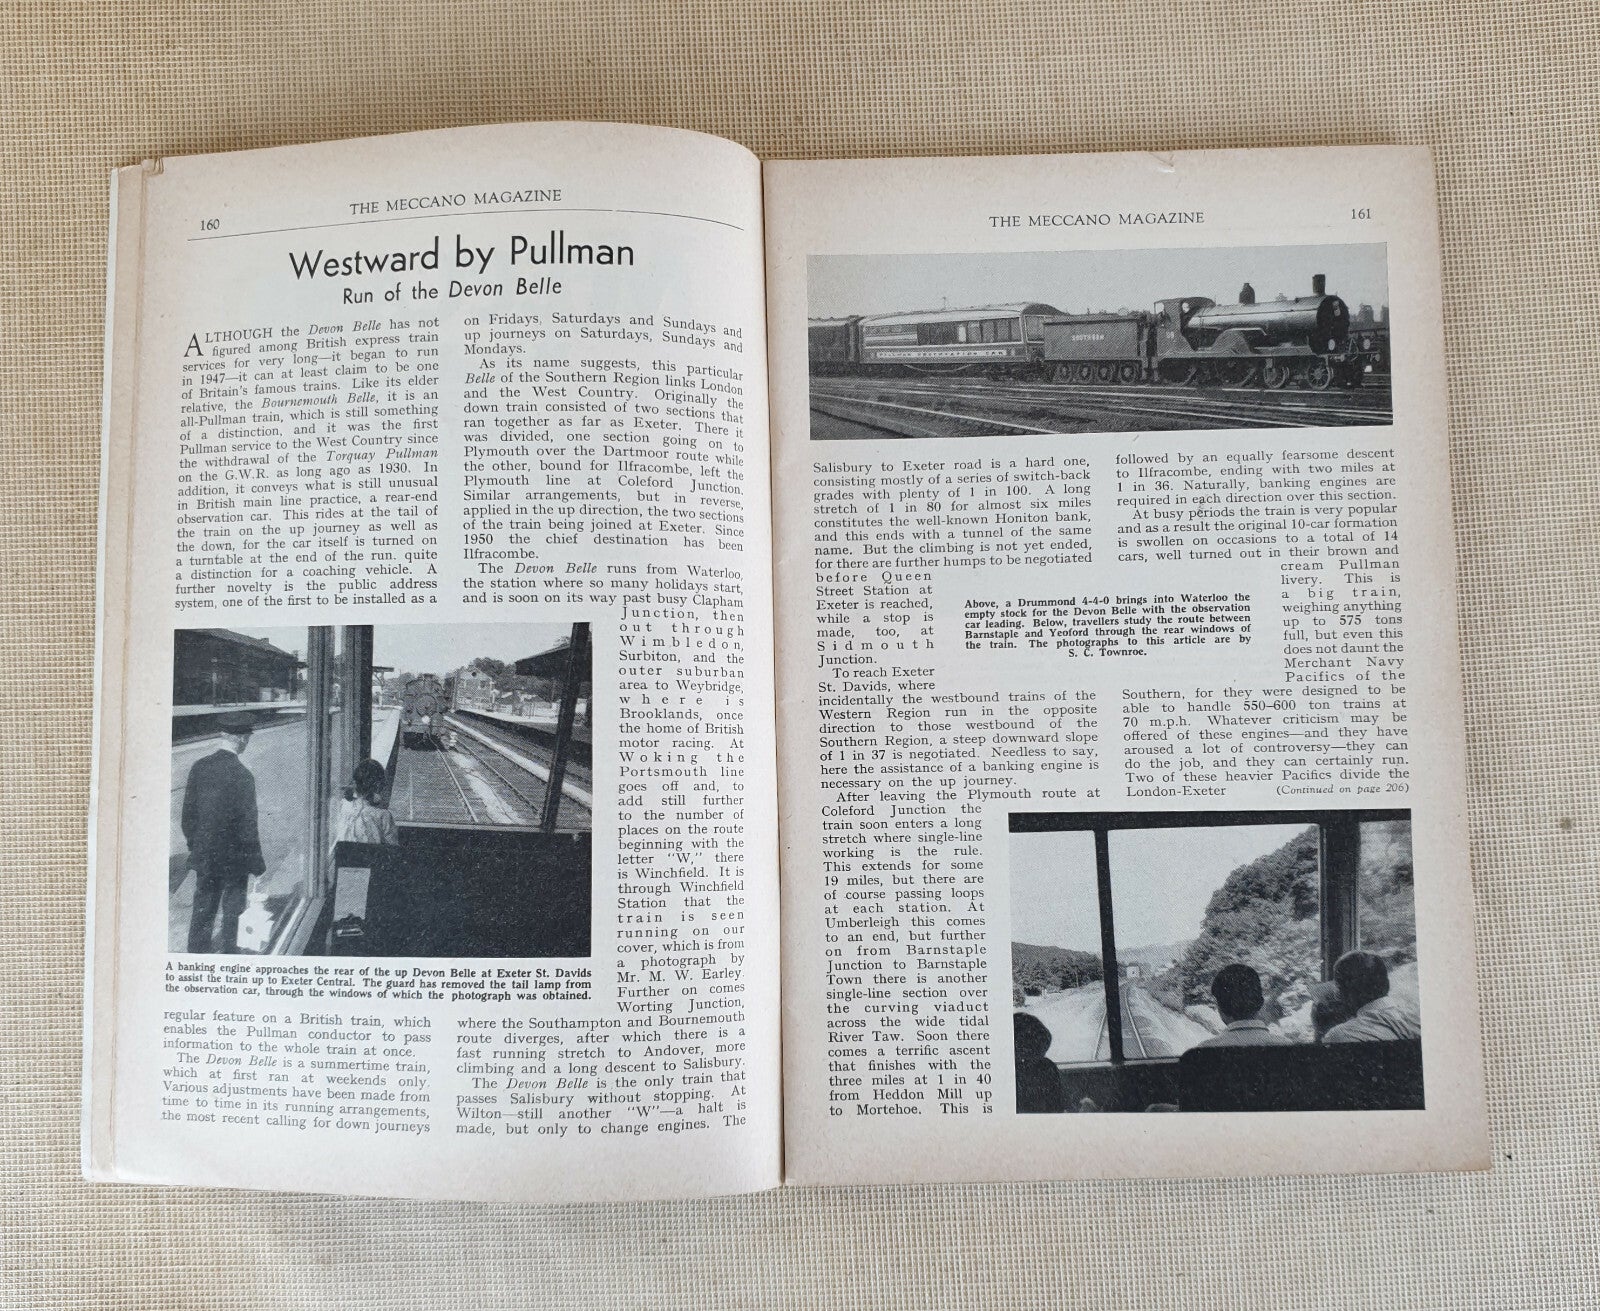 160
THE MECCANO MAGAZINE
Westward by Pullman
Run of the Devon Belle
ALTHOUGH the Devon Belle has not
figured among British express train
services for very long—it began to run
in 1947—it can at least claim to be one
of Britain's famous trains. Like its elder
relative, the Bournemouth Belle, it is an
all-Pullman train, which is still something
of a distinction, and it was the first
Pullman service to the West Country since
the withdrawal of the Torquay Pullman
on the G.W.R. as long ago as 1930. In
addition, it conveys what is still unusual
in British main line practice, a rear-end
observation car. This rides at the tail of
the train on the up journey as well as
the down, for the car itself is turned on
a turntable at the end of the run. quite
a distinction for a coaching vehicle. A
further novelty is the public address
system, one of the first to be installed as a
A banking engine approaches the rear of the up Devon Belle at Exeter St. Davids
to assist the train up to Exeter Central. The guard has removed the tail lamp from
the observation car, through the windows of which the photograph was obtained.
regular feature on a British train, which
enables the Pullman conductor to pass
information to the whole train at once.
The Devon Belle is a summertime train,
which at first ran at weekends only.
Various adjustments have been made from
time to time in its running arrangements,
the most recent calling for down journeys
on Fridays, Saturdays and Sundays and
up journeys on Saturdays, Sundays and
Mondays.
As its name suggests, this particular
Belle of the Southern Region links London
and the West Country. Originally the
down train consisted of two sections that
ran together as far as Exeter. There it
was divided, one section going on to
Plymouth over the Dartmoor route while
the other, bound for Ilfracombe, left the
Plymouth line at Coleford Junction.
Similar arrangements, but in reverse,
applied in the up direction, the two sections
of the train being joined at Exeter. Since
1950 the chief destination has been
Ilfracombe.
The Devon Belle runs from Waterloo,
the station where so many holidays start,
and is soon on its way past busy Clapham
Junction, then
out through
Wimbledon,
Surbiton, and the
outer suburban
area to Weybridge,
where is
Brooklands, once
the home of British
motor racing. At
Woking the
Portsmouth line
goes off and, to
add still further
to the number of
places on the route
beginning with the
letter "W," there
is Winchfield. It is
through Winchfield
Station that the
train is seen
running on our
cover, which is from
a photograph by
Mr. M. W. Earley.
Further on comes
Worting Junction,
where the Southampton and Bournemouth
route diverges, after which there is a
fast running stretch to Andover, more
climbing and a long descent to Salisbury.
The Devon Belle is the only train that
passes Salisbury without stopping. At
Wilton—still another "W"—a halt is
made, but only to change engines. The
THE MECCANO MAGAZINE
161
PULLMAN OBSERVATION CAR
SOUTHERN
Salisbury to Exeter road is a hard one,
consisting mostly of a series of switch-back
grades with plenty of 1 in 100. A long
stretch of 1 in 80 for almost six miles
constitutes the well-known Honiton bank,
and this ends with a tunnel of the same
name. But the climbing is not yet ended,
for there are further humps to be negotiated
before Queen
Street Station at
Exeter is reached,
while a stop is
made, too, at
Sidmouth
Junction.
To reach Exeter
St. Davids, where
incidentally the westbound trains of the
Western Region run in the opposite
direction to those westbound of the
Southern Region, a steep downward slope
of 1 in 37 is negotiated. Needless to say,
here the assistance of a banking engine is
necessary on the up journey.
After leaving the Plymouth route at
Coleford Junction the
train soon enters a long
stretch where single-line
working is the rule.
This extends for some
19 miles, but there are
of course passing loops
at each station. At
Umberleigh this comes
to an end, but further
on from Barnstaple
Junction to Barnstaple
Town there is another
single-line section over
the curving viaduct
across the wide tidal
River Taw. Soon there
comes a terrific ascent
that finishes with the
three miles at 1 in 40
from Heddon Mill up
to Mortehoe. This is
Above, a Drummond 4-4-0 brings into Waterloo the
empty stock for the Devon Belle with the observation
car leading. Below, travellers study the route between
Barnstaple and Yeoford through the rear windows of
the train. The photographs to this article are by
S. C. Townroe.
followed by an equally fearsome descent
to Ilfracombe, ending with two miles at
1 in 36. Naturally, banking engines are
required in each direction over this section.
At busy periods the train is very popular
and as a result the original 10-car formation
is swollen on occasions to a total of 14
cars, well turned out in their brown and
cream Pullman
livery. This is
a big train,
weighing anything
up to 575 tons
full, but even this
does not daunt the
Merchant Navy
Pacifics of the
Southern, for they were designed to be
able to handle 550–600 ton trains at
70 m.p.h. Whatever criticism may be
offered of these engines—and they have
aroused a lot of controversy—they can
do the job, and they can certainly run.
Two of these heavier Pacifics divide the
London-Exeter (Continued on page 206)